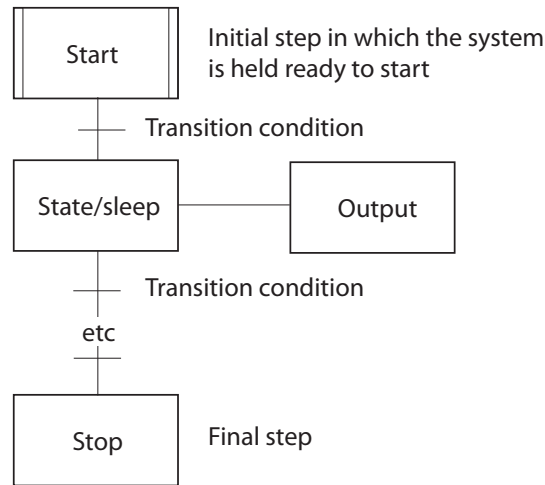 Start
Initial step in which the system
is held ready to start
Transition condition
State/sleep
Output
Transition condition
etc
Stop
Final step